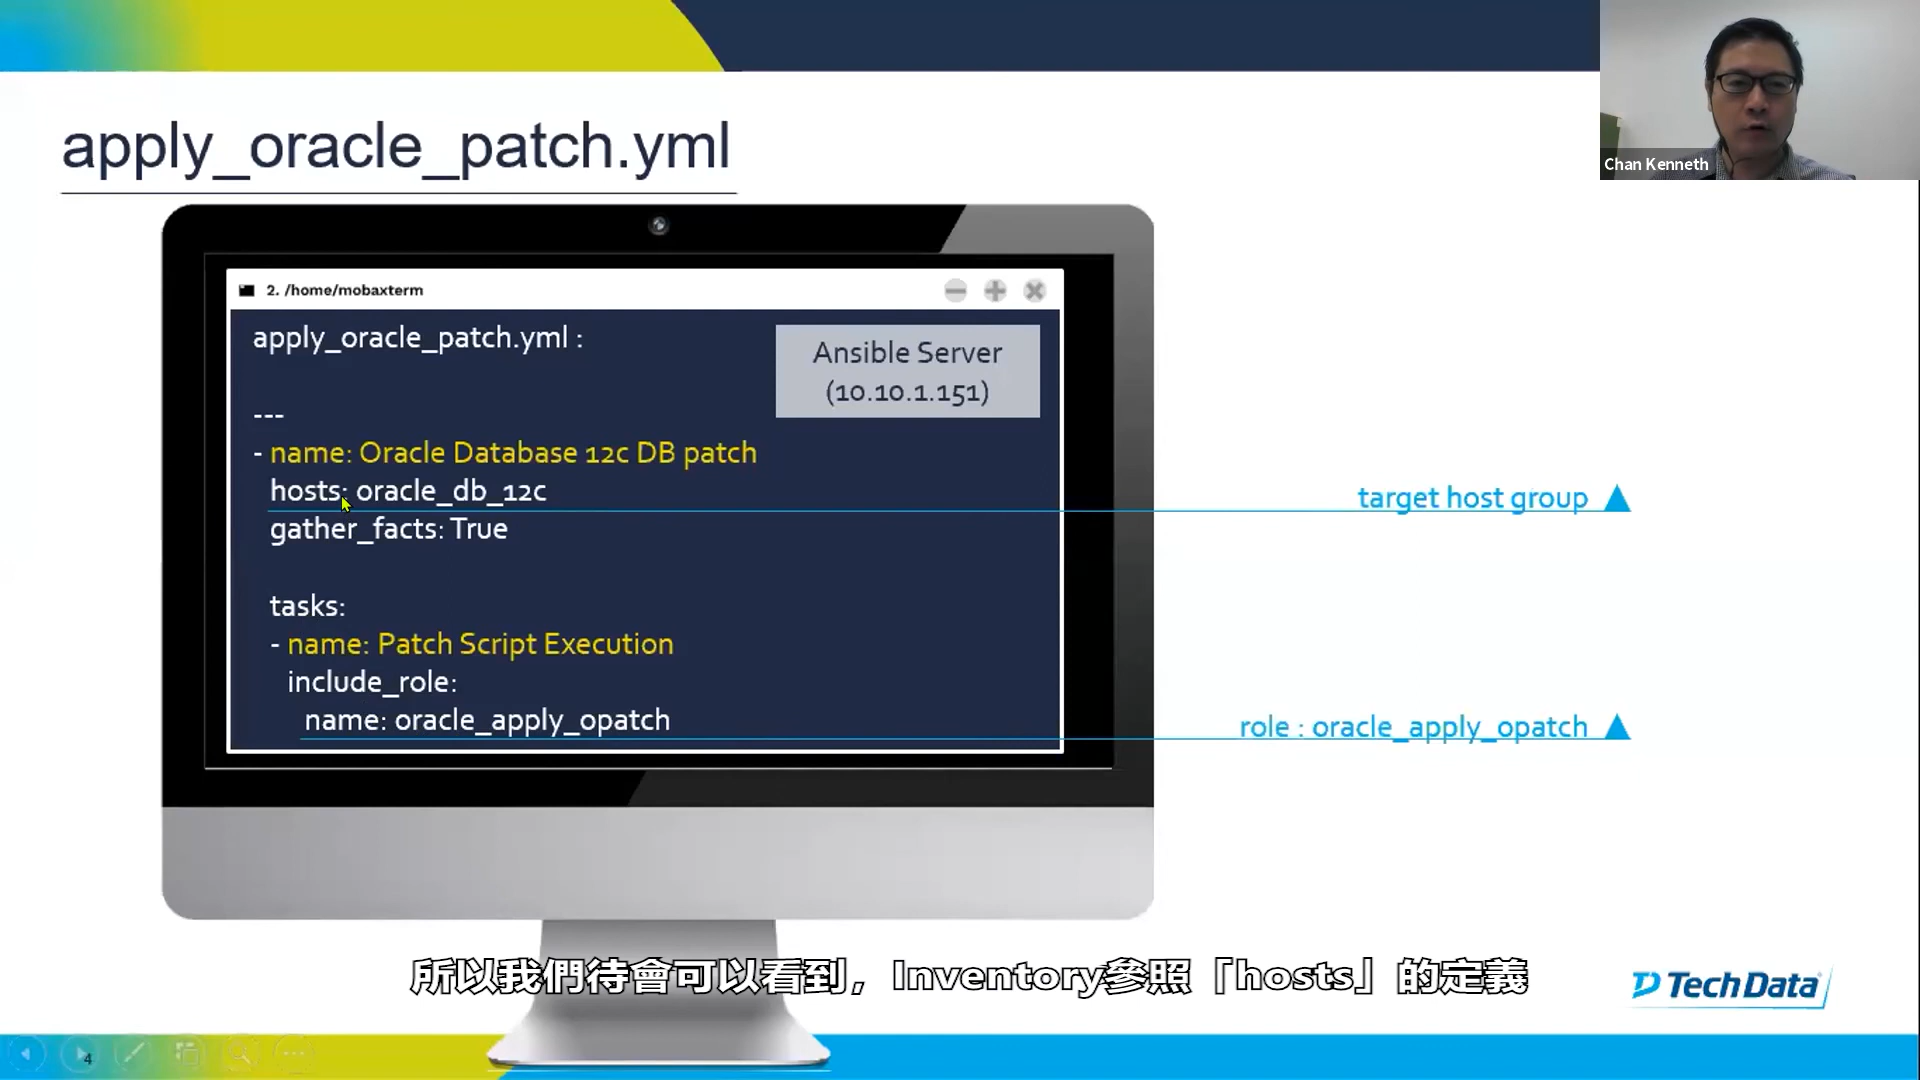 apply_oracle_patch.yml
Chan Kenneth
2. /home/mobaxterm
apply_oracle_patch.yml :
Ansible Server
(10.10.1.151)
---
- name: Oracle Database 12c DB patch
hosts: oracle_db_12c
target host group
gather_facts: True
tasks:
- name: Patch Script Execution
include_role:
name: oracle_apply_opatch
role : oracle_apply_opatch
所以我們待會可以看到，Inventory參照「hosts」的定義
Tech Data
4